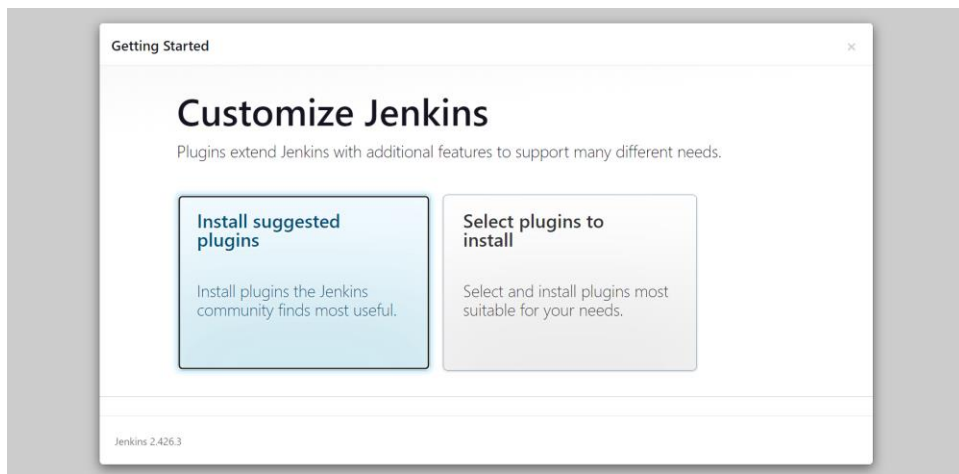 Getting Started
×
Customize Jenkins
Plugins extend Jenkins with additional features to support many different needs.
Install suggested
plugins
Install plugins the Jenkins
community finds most useful.
Select plugins to
install
Select and install plugins most
suitable for your needs.
Jenkins 2.426.3